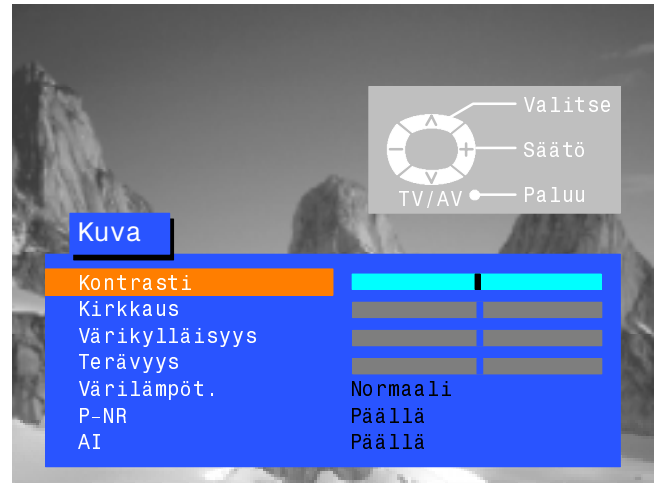 Valitse
Säätö
TV/AV Paluu
Kuva
Kontrasti
Kirkkaus
Värikylläisyys
Terävyys
Värilämpöt. Normaali
P-NR Päällä
AI Päällä